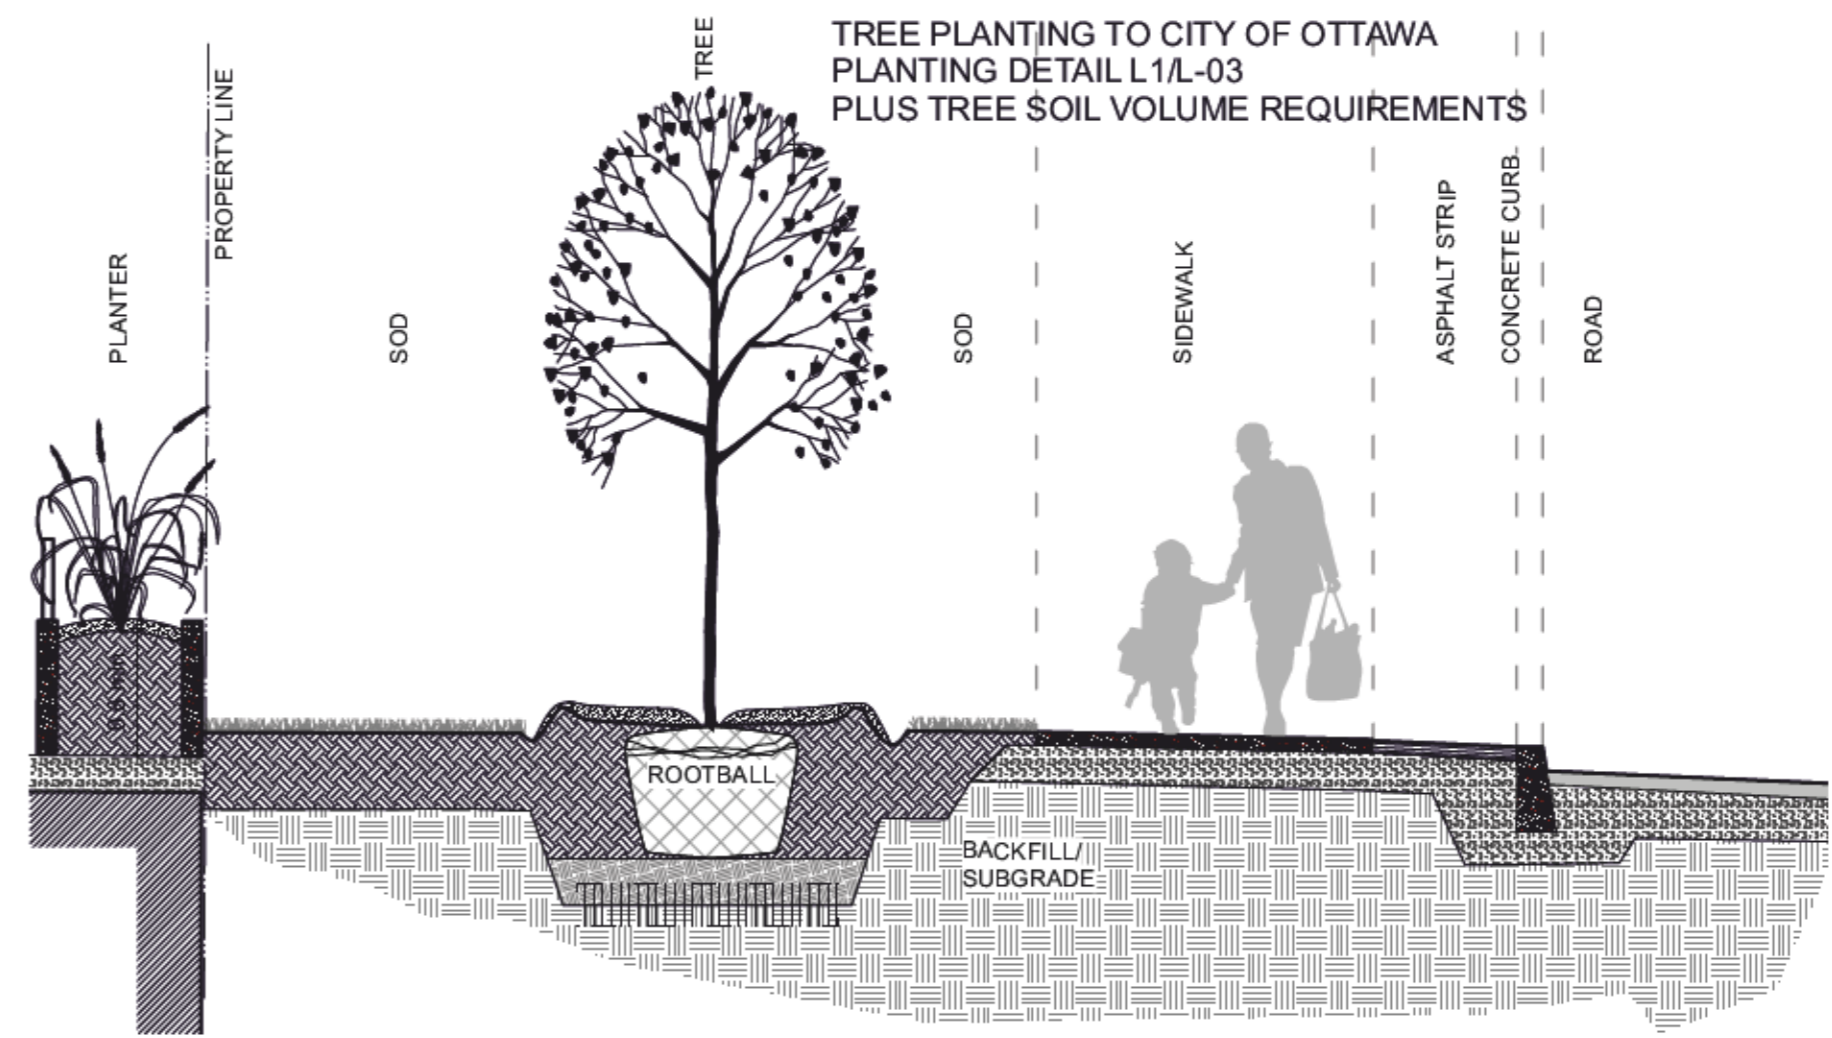 TREE PLANTING TO CITY OF OTTAWA
PLANTING DETAIL L1/L-03
PLUS TREE SOIL VOLUME REQUIREMENTS
PLANTER
PROPERTY LINE
SOD
TREE
SOD
SIDEWALK
ASPHALT STRIP
CONCRETE CURB
ROAD
ROOTBALL
BACKFILL/
SUBGRADE